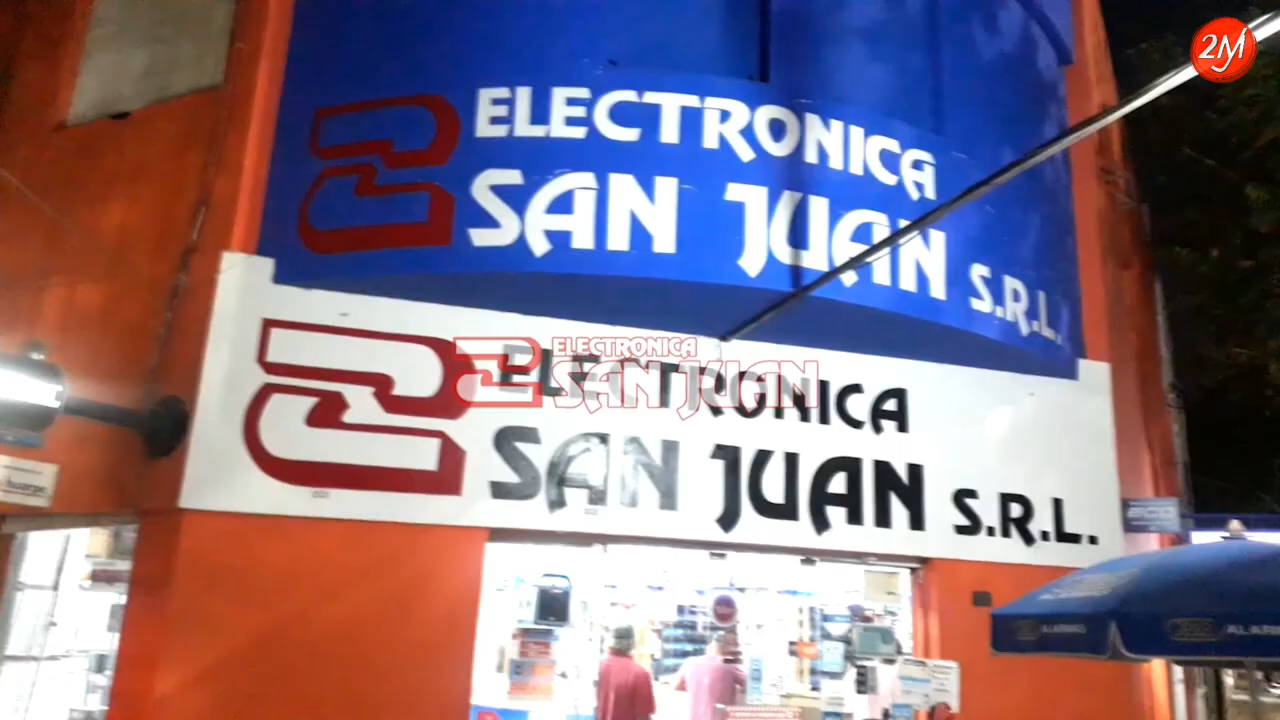 2M
ELECTRONICA
SAN JUAN S.R.L.
ELECTRONICA
SAN JUAN
ELECTRONICA
SAN JUAN S.R.L.